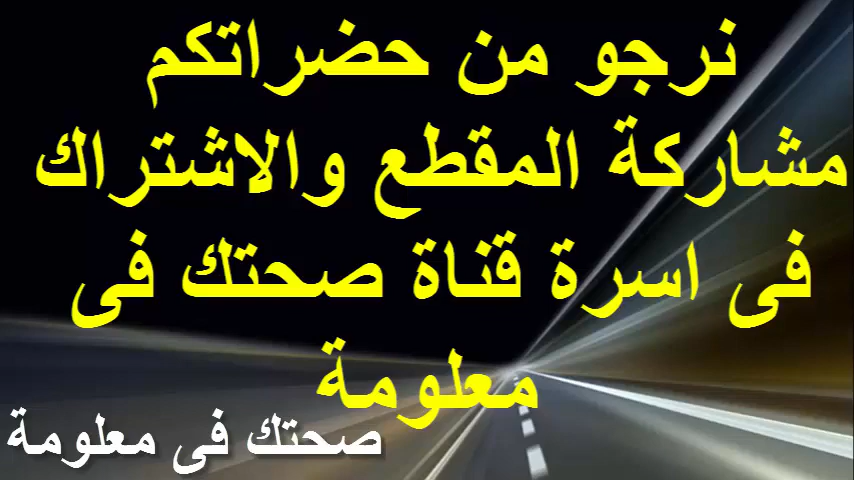 نرجو من حضراتكم
مشاركة المقطع والاشتراك
فى اسرة قناة صحتك فى
معلومة
صحتك فى معلومة